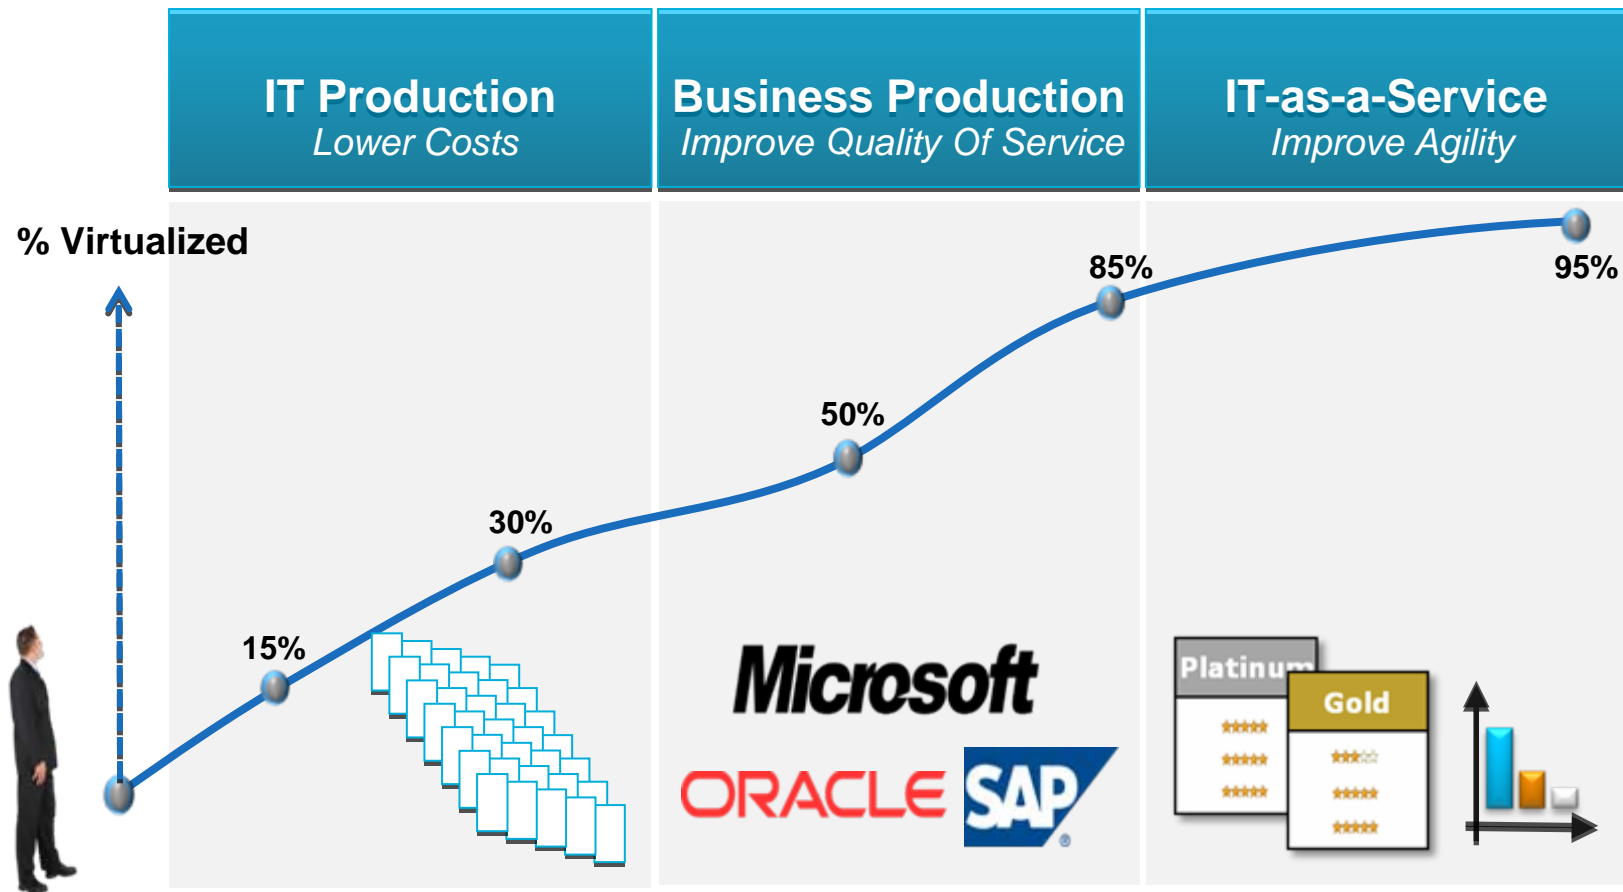 IT Production
Lower Costs
Business Production
Improve Quality Of Service
IT-as-a-Service
Improve Agility
% Virtualized
15%
30%
50%
85%
95%
Microsoft
ORACLE
SAP
®
Platinum
Gold